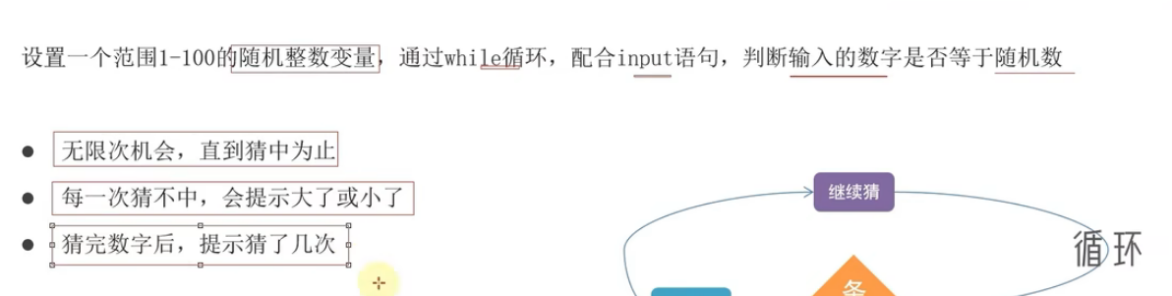 设置一个范围1-100的随机整数变量，通过while循环，配合input语句，判断输入的数字是否等于随机数
● 无限次机会，直到猜中为止
● 每一次猜不中，会提示大了或小了
● 猜完数字后，提示猜了几次
继续猜
循环
条